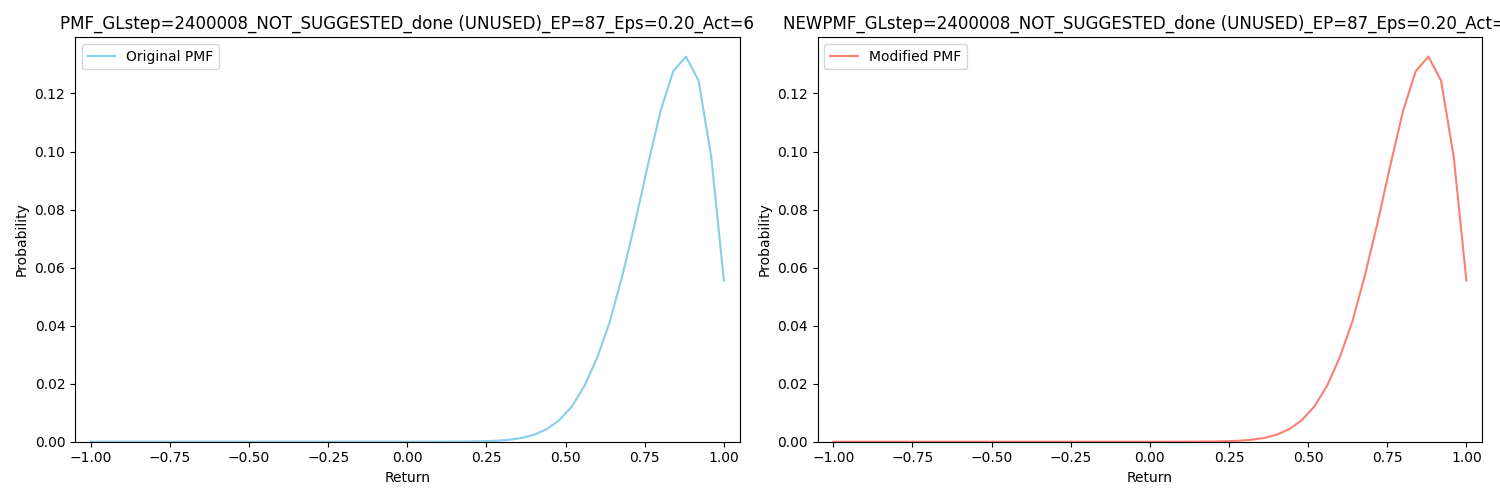 PMF_GLstep=2400008_NOT_SUGGESTED_done (UNUSED)_EP=87_Eps=0.20_Act=6
Original PMF
Probability
0.12
0.10
0.08
0.06
0.04
0.02
0.00
−1.00 −0.75 −0.50 −0.25 0.00 0.25 0.50 0.75 1.00
Return
NEWPMF_GLstep=2400008_NOT_SUGGESTED_done (UNUSED)_EP=87_Eps=0.20_Act=
Modified PMF
Probability
0.12
0.10
0.08
0.06
0.04
0.02
0.00
−1.00 −0.75 −0.50 −0.25 0.00 0.25 0.50 0.75 1.00
Return